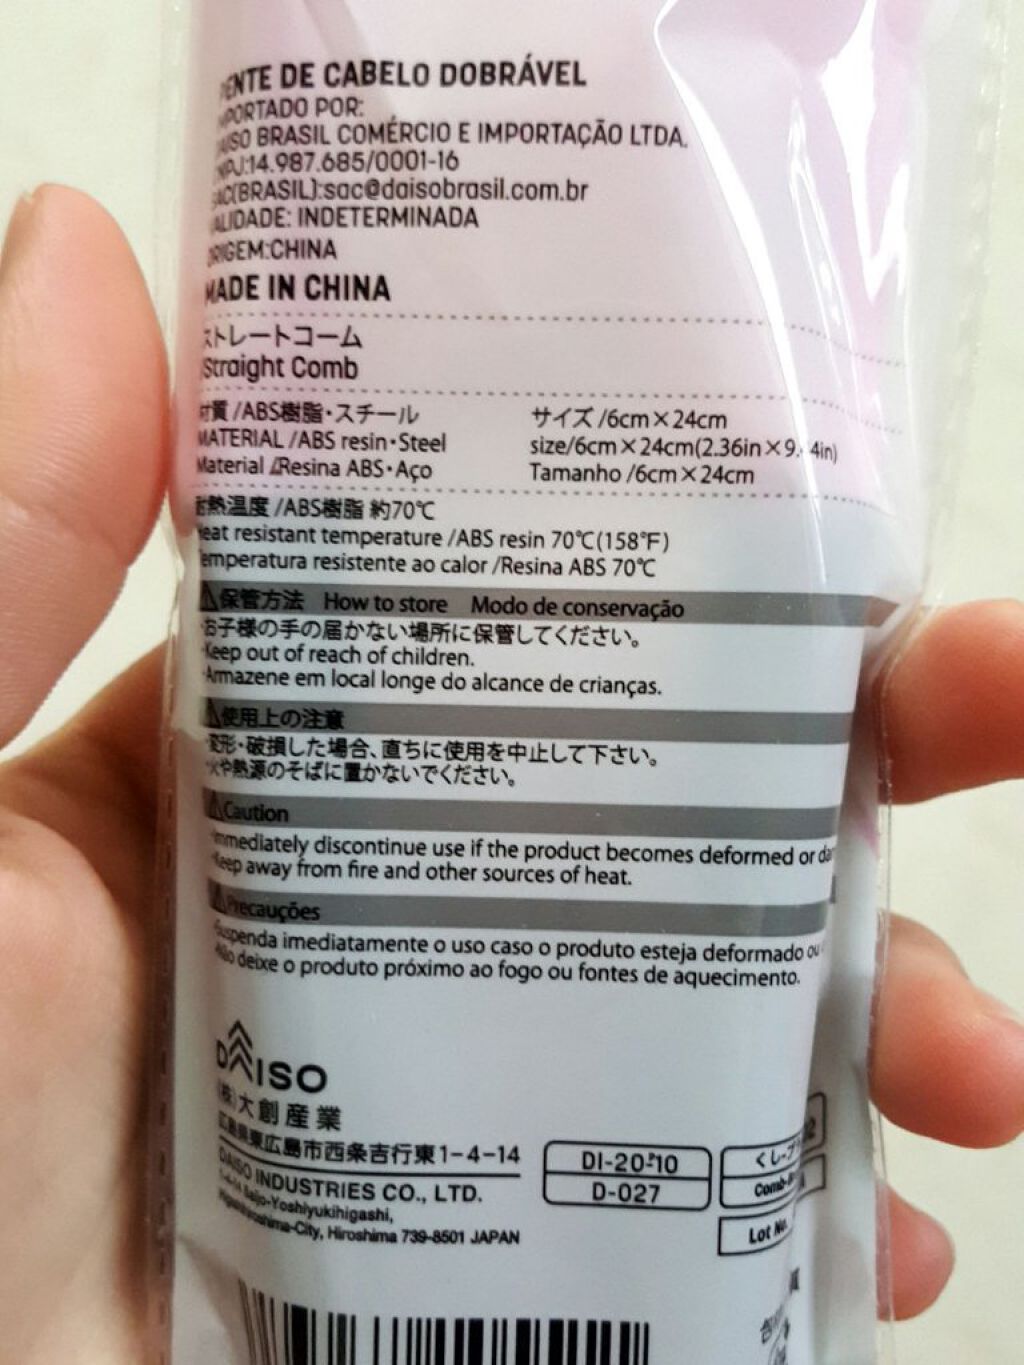 PENTE DE CABELO DOBRÁVEL
IMPORTADO POR:
DAISO BRASIL COMÉRCIO E IMPORTAÇÃO LTDA.
CNPJ:14.987.685/0001-16
SAC(BRASIL):sac@daisobrasil.com.br
VALIDADE: INDETERMINADA
ORIGEM:CHINA
MADE IN CHINA
ストレートコーム
/Straight Comb
材質/ABS樹脂・スチール
MATERIAL/ABS resin・Steel
Material/Resina ABS・Aço
サイズ/6cm×24cm
size/6cm×24cm(2.36in×9.44in)
Tamanho/6cm×24cm
耐熱温度/ABS樹脂 約70℃
Heat resistant temperature/ABS resin 70℃(158℉)
Temperatura resistente ao calor/Resina ABS 70℃
⚠保管方法 How to store Modo de conservação
・お子様の手の届かない場所に保管してください。
・Keep out of reach of children.
・Armazene em local longe do alcance de crianças.
⚠使用上の注意
・変形・破損した場合、直ちに使用を中止して下さい。
・火や熱源のそばに置かないでください。
⚠Caution
・Immediately discontinue use if the product becomes deformed or
・Keep away from fire and other sources of heat.
⚠Precauções
・Suspenda imediatamente o uso caso o produto esteja deformado ou
・Não deixe o produto próximo ao fogo ou fontes de aquecimento.
DAISO
(株)大創産業
広島県東広島市西条吉行東1-4-14
DAISO INDUSTRIES CO., LTD.
1-4-14 Saijo-Yoshiyukihigashi,
Higashihiroshima-City, Hiroshima 739-8501 JAPAN
DI-20-10
D-027
Lot No.